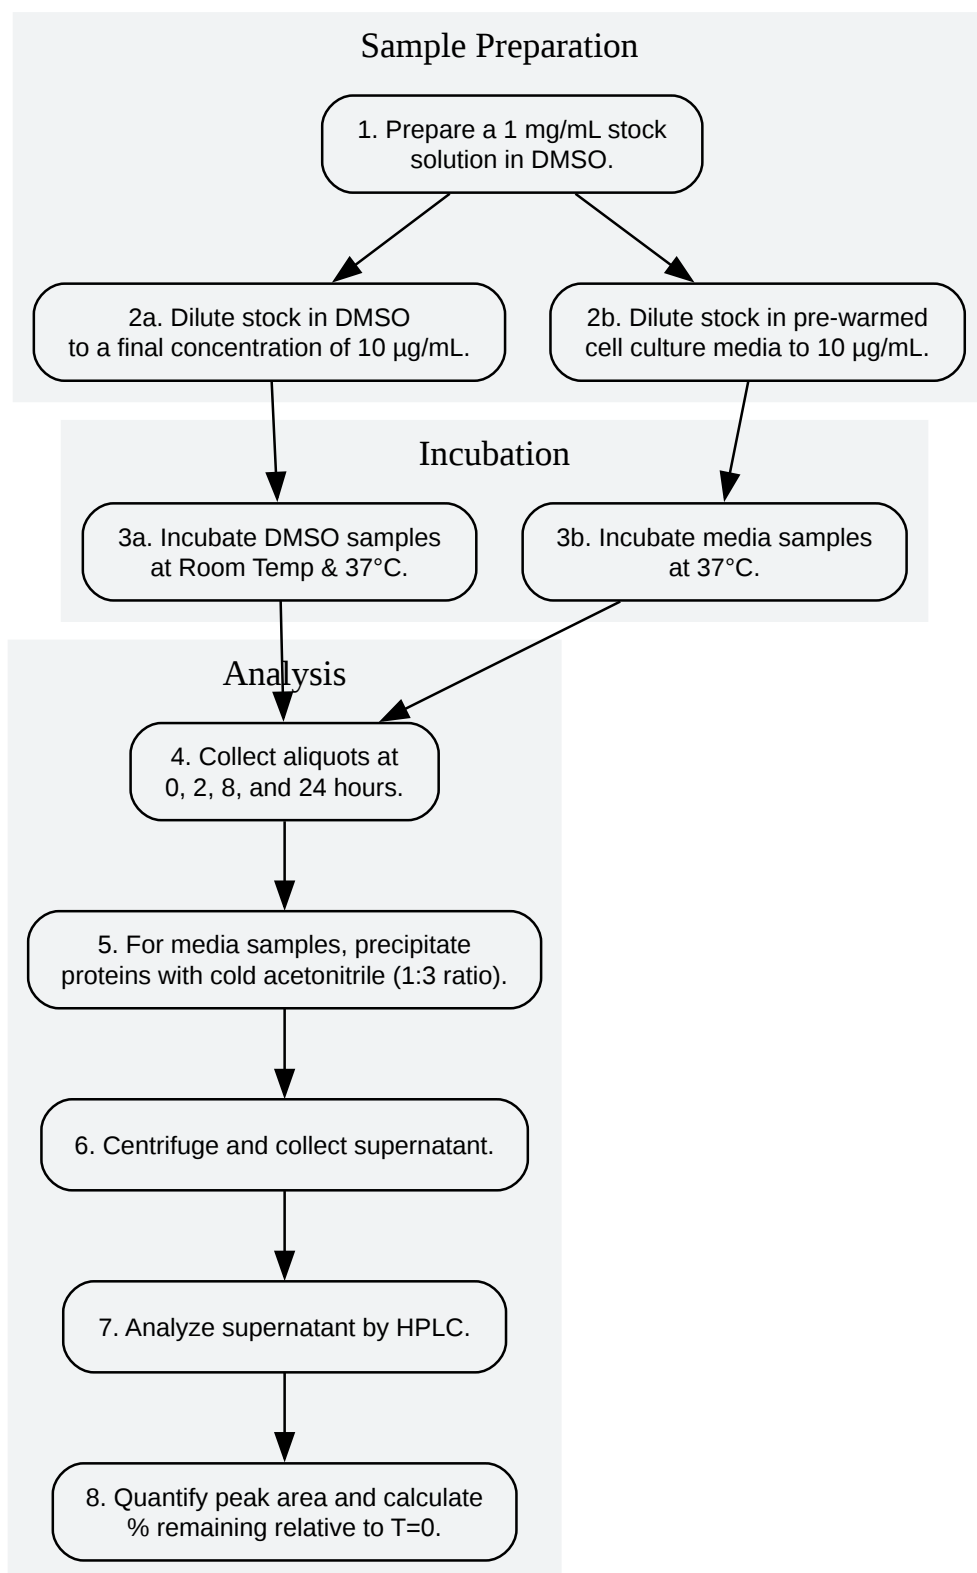 Sample Preparation
1. Prepare a 1 mg/mL stock
solution in DMSO.
2a. Dilute stock in DMSO
to a final concentration of 10 µg/mL.
2b. Dilute stock in pre-warmed
cell culture media to 10 µg/mL.
Incubation
3a. Incubate DMSO samples
at Room Temp & 37°C.
3b. Incubate media samples
at 37°C.
Analysis
4. Collect aliquots at
0, 2, 8, and 24 hours.
5. For media samples, precipitate
proteins with cold acetonitrile (1:3 ratio).
6. Centrifuge and collect supernatant.
7. Analyze supernatant by HPLC.
8. Quantify peak area and calculate
% remaining relative to T=0.